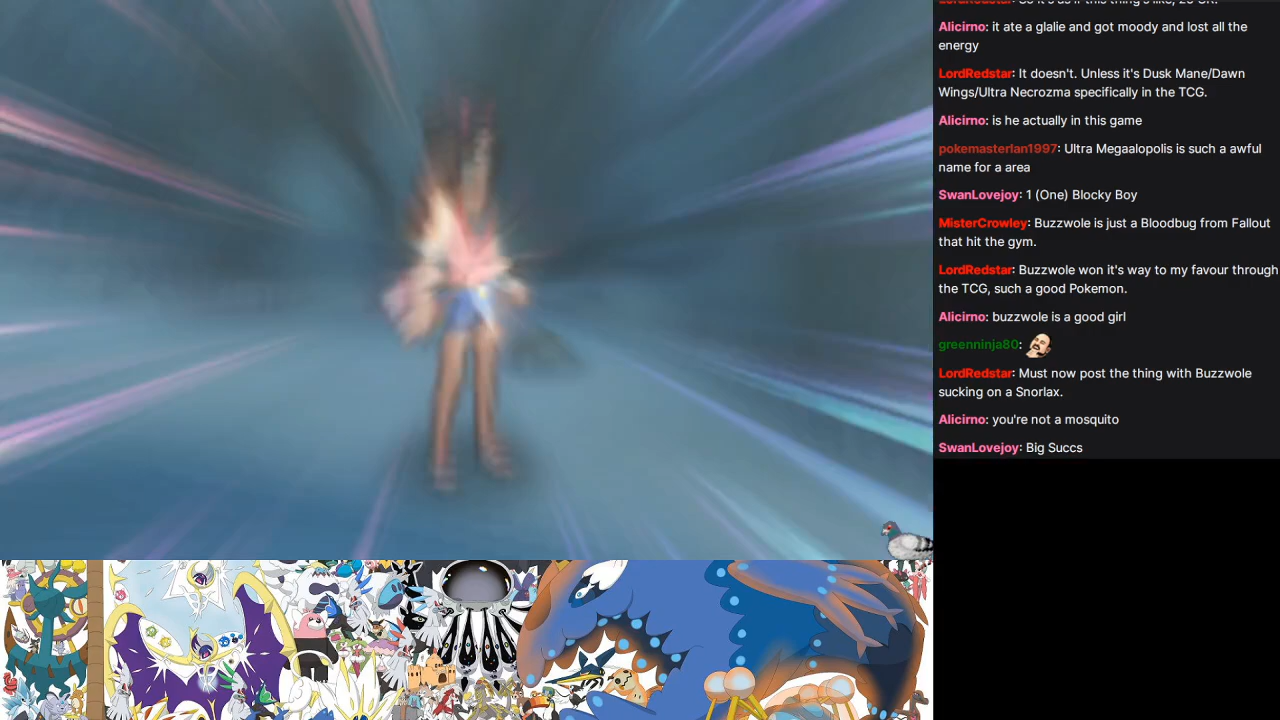 Alicirno: it ate a glalie and got moody and lost all the
energy
LordRedstar: It doesn't. Unless it's Dusk Mane/Dawn
Wings/Ultra Necrozma specifically in the TCG.
Alicirno: is he actually in this game
pokemasterlan1997: Ultra Megaalopolis is such a awful
name for a area
SwanLovejoy: 1 (One) Blocky Boy
MisterCrowley: Buzzwole is just a Bloodbug from Fallout
that hit the gym.
LordRedstar: Buzzwole won it's way to my favour through
the TCG, such a good Pokemon.
Alicirno: buzzwole is a good girl
greenninja80:
LordRedstar: Must now post the thing with Buzzwole
sucking on a Snorlax.
Alicirno: you're not a mosquito
SwanLovejoy: Big Succs